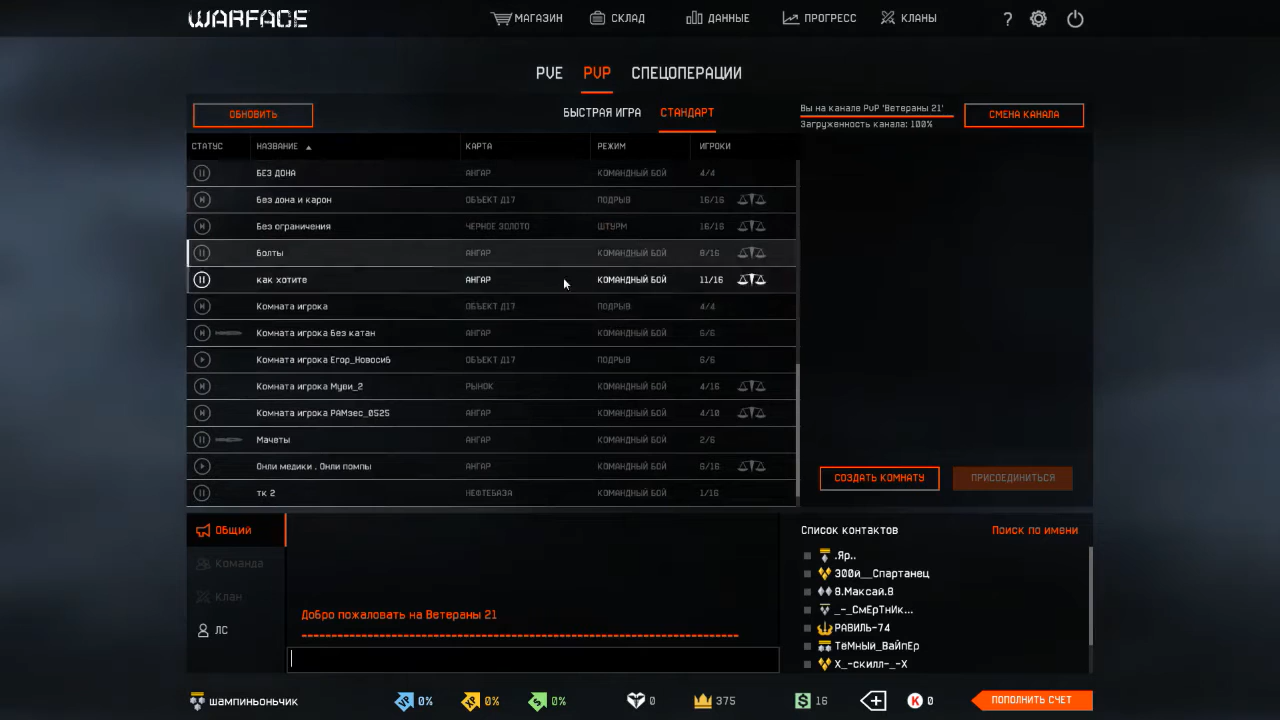 WARFACE МАГАЗИН СКЛАД ДАННЫЕ ПРОГРЕСС КЛАНЫ ?
PVE PVP СПЕЦОПЕРАЦИИ
ОБНОВИТЬ БЫСТРАЯ ИГРА СТАНДАРТ Вы на канале PvP 'Ветераны 21' СМЕНА КАНАЛА
Загруженность канала: 100%
СТАТУС НАЗВАНИЕ КАРТА РЕЖИМ ИГРОКИ
БЕЗ ДОНА АНГАР КОМАНДНЫЙ БОЙ 4/4
Без дона и карон ОБЪЕКТ Д17 ПОДРЫВ 16/16
Без ограничения ЧЕРНОЕ ЗОЛОТО ШТУРМ 16/16
Болты АНГАР КОМАНДНЫЙ БОЙ 8/16
как хотите АНГАР КОМАНДНЫЙ БОЙ 11/16
Комната игрока ОБЪЕКТ Д17 ПОДРЫВ 4/4
Комната игрока Без катан АНГАР КОМАНДНЫЙ БОЙ 6/6
Комната игрока Егор_Новосиб ОБЪЕКТ Д17 ПОДРЫВ 6/6
Комната игрока Муви_2 РЫНОК КОМАНДНЫЙ БОЙ 4/16
Комната игрока РАМзес_0525 АНГАР КОМАНДНЫЙ БОЙ 4/10
Мачеты АНГАР КОМАНДНЫЙ БОЙ 2/6
Онли медики . Онли помпы АНГАР КОМАНДНЫЙ БОЙ 9/16
тк 2 НЕФТЕБАЗА КОМАНДНЫЙ БОЙ 1/16
СОЗДАТЬ КОМНАТУ ПРИСОЕДИНИТЬСЯ
Общий
Команда
Клан
ЛС
Добро пожаловать на Ветераны 21
Список контактов Поиск по имени
.Яр..
300й__Спартанец
8.Максай.8
_-_СмЕрТнИк...
РАВИЛЬ-74
ТёМНЫй_ВаЙпЕр
Х_-скилл-_-Х
шампиньоньчик 0% 0% 0% 0 375 16 K 0 ПОПОЛНИТЬ СЧЕТ